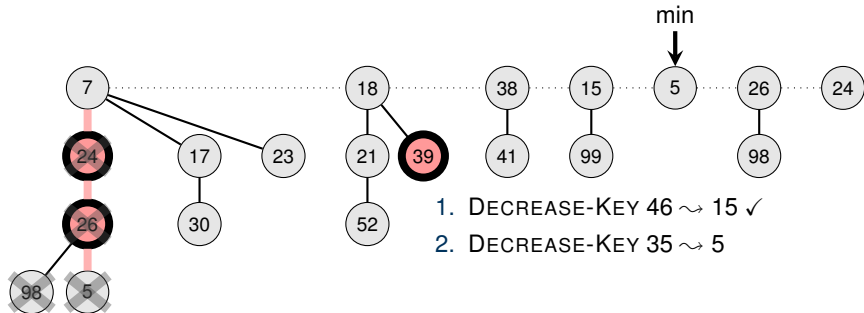 min
7 18 38 15 5 26 24
24 17 23 21 39 41 99 98
26 30 52
98 5
1. DECREASE-KEY 46 ⤳ 15 ✓
2. DECREASE-KEY 35 ⤳ 5